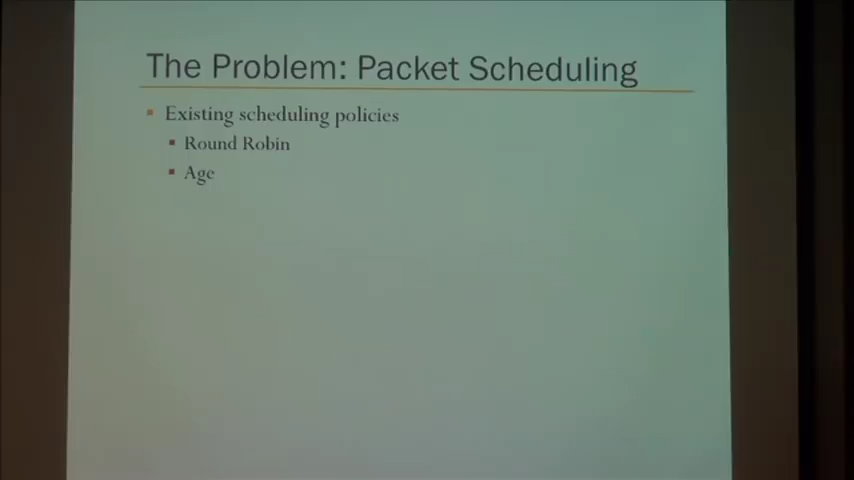 The Problem: Packet Scheduling
Existing scheduling policies
Round Robin
Age